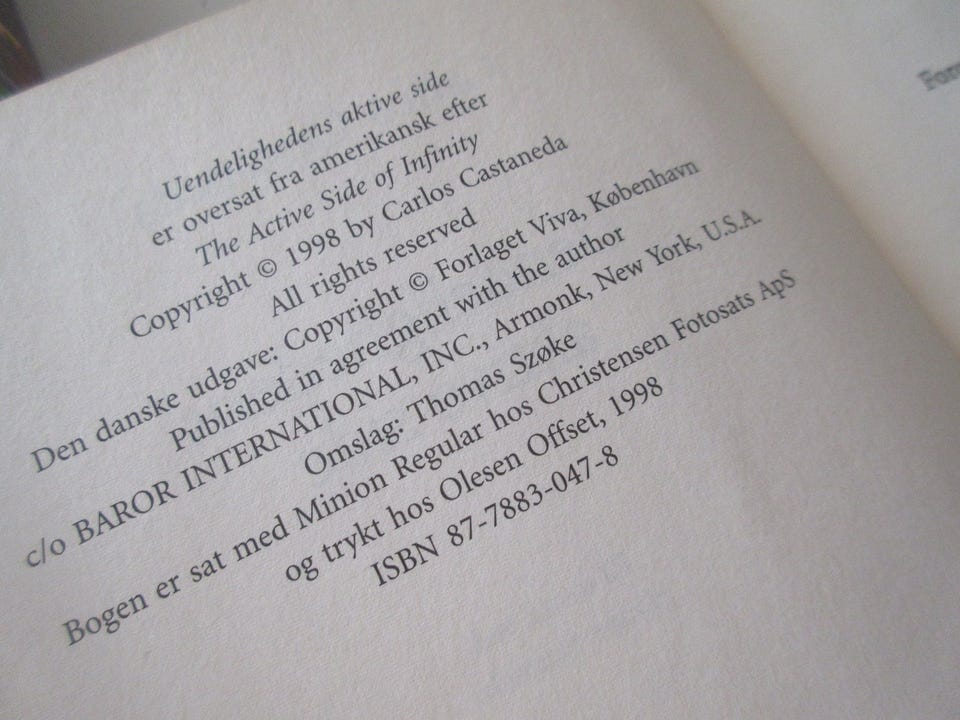 Uendelighedens aktive side
er oversat fra amerikansk efter
The Active Side of Infinity
Copyright © 1998 by Carlos Castaneda
All rights reserved
Den danske udgave: Copyright © Forlaget Viva, København
Published in agreement with the author
c/o BAROR INTERNATIONAL, INC., Armonk, New York, U.S.A.
Omslag: Thomas Szøke
Bogen er sat med Minion Regular hos Christensen Fotosats ApS
og trykt hos Olesen Offset, 1998
ISBN 87-7883-047-8